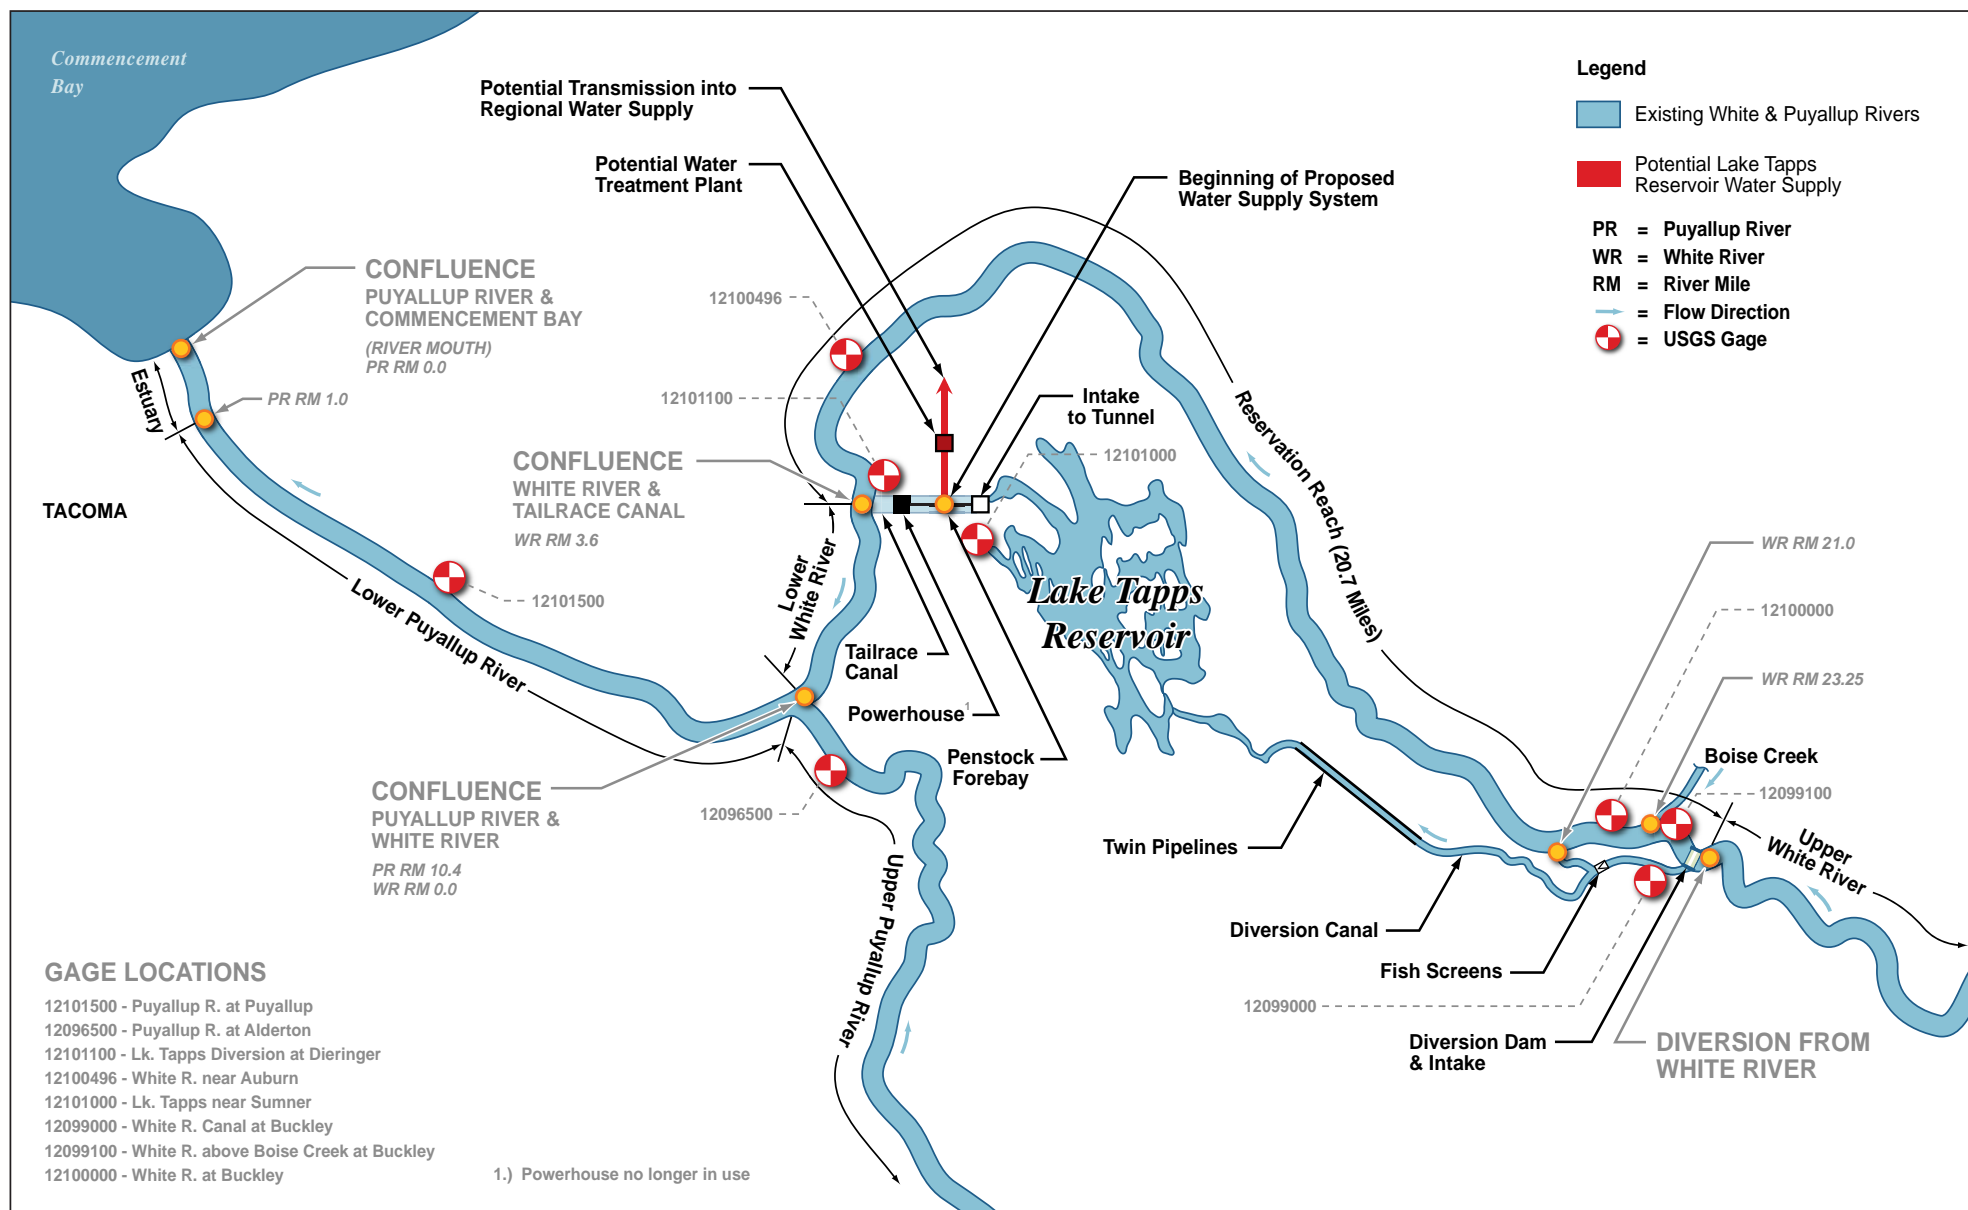 Commencement
Bay
Potential Transmission into
Regional Water Supply
Potential Water
Treatment Plant
Beginning of Proposed
Water Supply System
Legend
Existing White & Puyallup Rivers
Potential Lake Tapps
Reservoir Water Supply
PR = Puyallup River
WR = White River
RM = River Mile
= Flow Direction
= USGS Gage
CONFLUENCE
PUYALLUP RIVER &
COMMENCEMENT BAY
(RIVER MOUTH)
PR RM 0.0
12100496
Estuary
PR RM 1.0
12101100
Intake
to Tunnel
12101000
Reservation Reach (20.7 Miles)
CONFLUENCE
WHITE RIVER &
TAILRACE CANAL
WR RM 3.6
TACOMA
12101500
Lower Puyallup River
Lower
White River
Lake Tapps
Reservoir
WR RM 21.0
12100000
WR RM 23.25
Tailrace
Canal
Powerhouse1
Penstock
Forebay
Boise Creek
12099100
CONFLUENCE
PUYALLUP RIVER &
WHITE RIVER
PR RM 10.4
WR RM 0.0
12096500
Upper Puyallup River
Twin Pipelines
Upper
White River
Diversion Canal
Fish Screens
12099000
Diversion Dam
& Intake
DIVERSION FROM
WHITE RIVER
GAGE LOCATIONS
12101500 - Puyallup R. at Puyallup
12096500 - Puyallup R. at Alderton
12101100 - Lk. Tapps Diversion at Dieringer
12100496 - White R. near Auburn
12101000 - Lk. Tapps near Sumner
12099000 - White R. Canal at Buckley
12099100 - White R. above Boise Creek at Buckley
12100000 - White R. at Buckley
1.) Powerhouse no longer in use